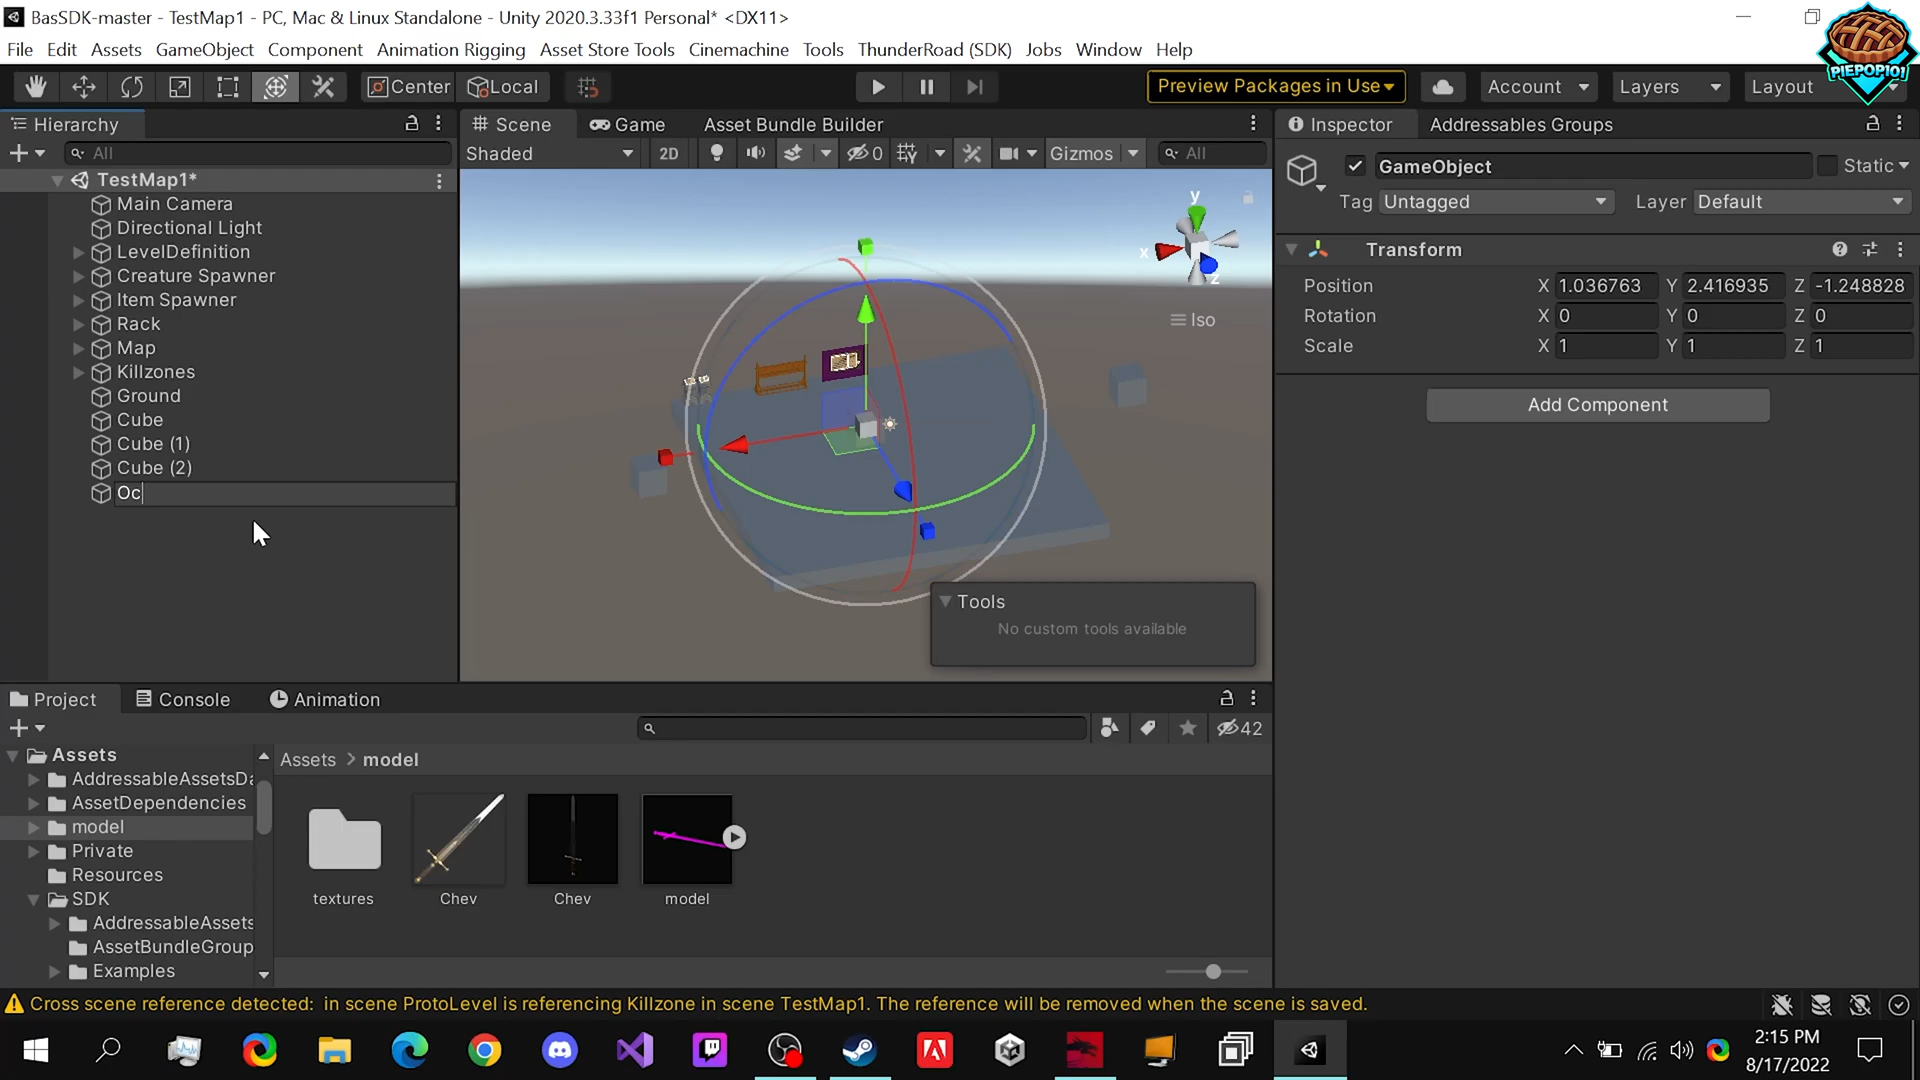 BasSDK-master - TestMap1 - PC, Mac & Linux Standalone - Unity 2020.3.33f1 Personal* <DX11>
PIEPOPIO!
File Edit Assets GameObject Component Animation Rigging Asset Store Tools Cinemachine Tools ThunderRoad (SDK) Jobs Window Help
Center Local Preview Packages in Use Account Layers Layout
Hierarchy
Scene Game Asset Bundle Builder
Inspector Addressables Groups
All
Shaded 2D 0 Gizmos All
TestMap1*
Main Camera
Directional Light
LevelDefinition
Creature Spawner
Item Spawner
Rack
Map
Killzones
Ground
Cube
Cube (1)
Cube (2)
Oc
y
x
z
Iso
Tools
No custom tools available
GameObject Static
Tag Untagged Layer Default
Transform
Position X 1.036763 Y 2.416935 Z -1.248828
Rotation X 0 Y 0 Z 0
Scale X 1 Y 1 Z 1
Add Component
Project Console Animation
42
Assets
AddressableAssetsDa
AssetDependencies
model
Private
Resources
SDK
AddressableAssets
AssetBundleGroup
Examples
Assets > model
textures Chev Chev model
Cross scene reference detected: in scene ProtoLevel is referencing Killzone in scene TestMap1. The reference will be removed when the scene is saved.
2:15 PM
8/17/2022